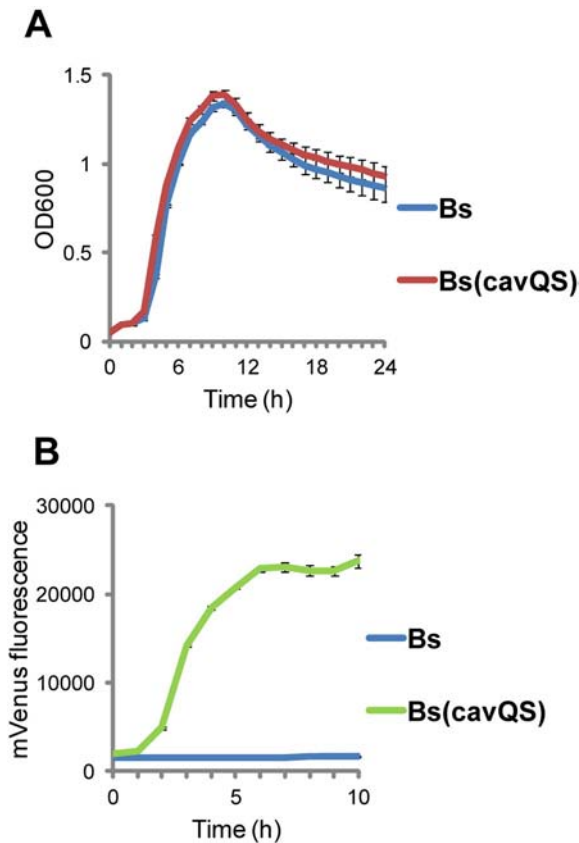 A
1.5
1
0.5
0
OD600
0 6 12 18 24
Time (h)
Bs
Bs(cavQS)
B
30000
20000
10000
0
mVenus fluorescence
0 5 10
Time (h)
Bs
Bs(cavQS)